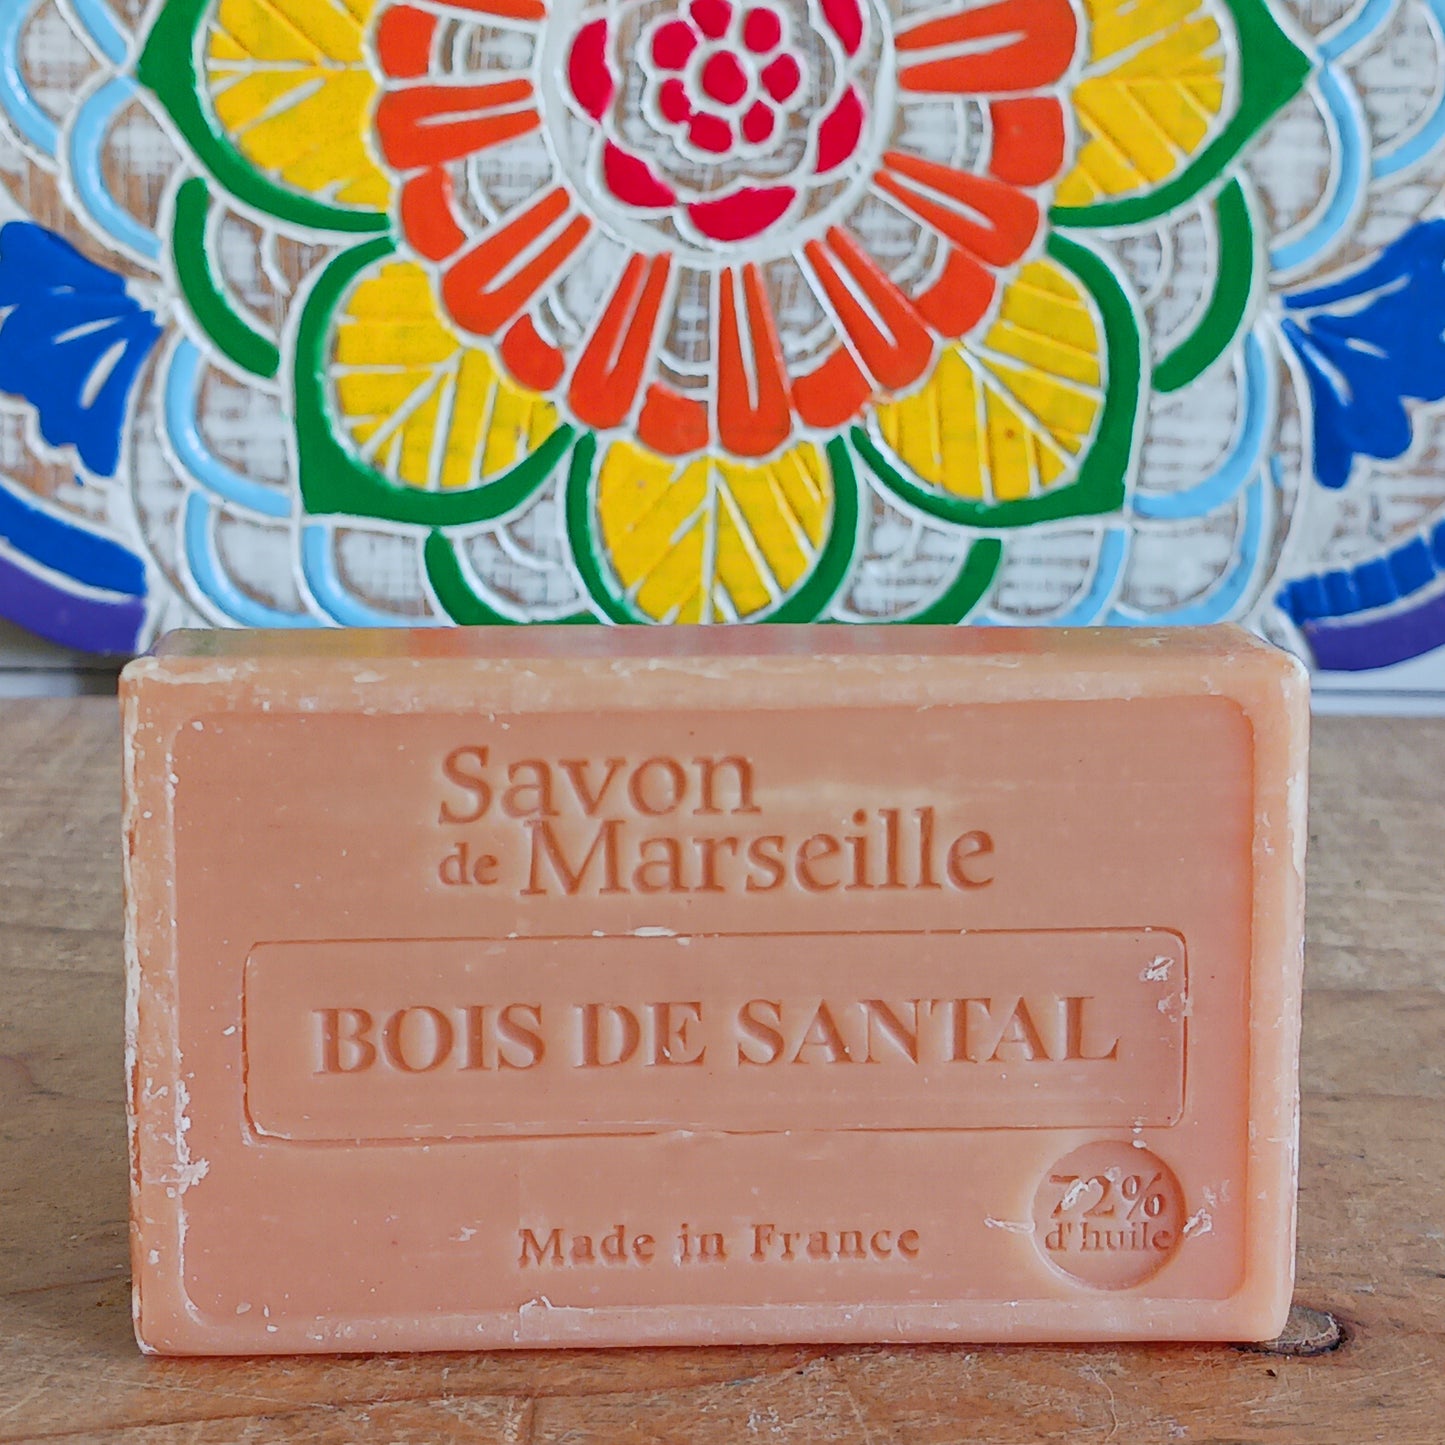 Savon
de Marseille
BOIS DE SANTAL
72%
d'huile
Made in France